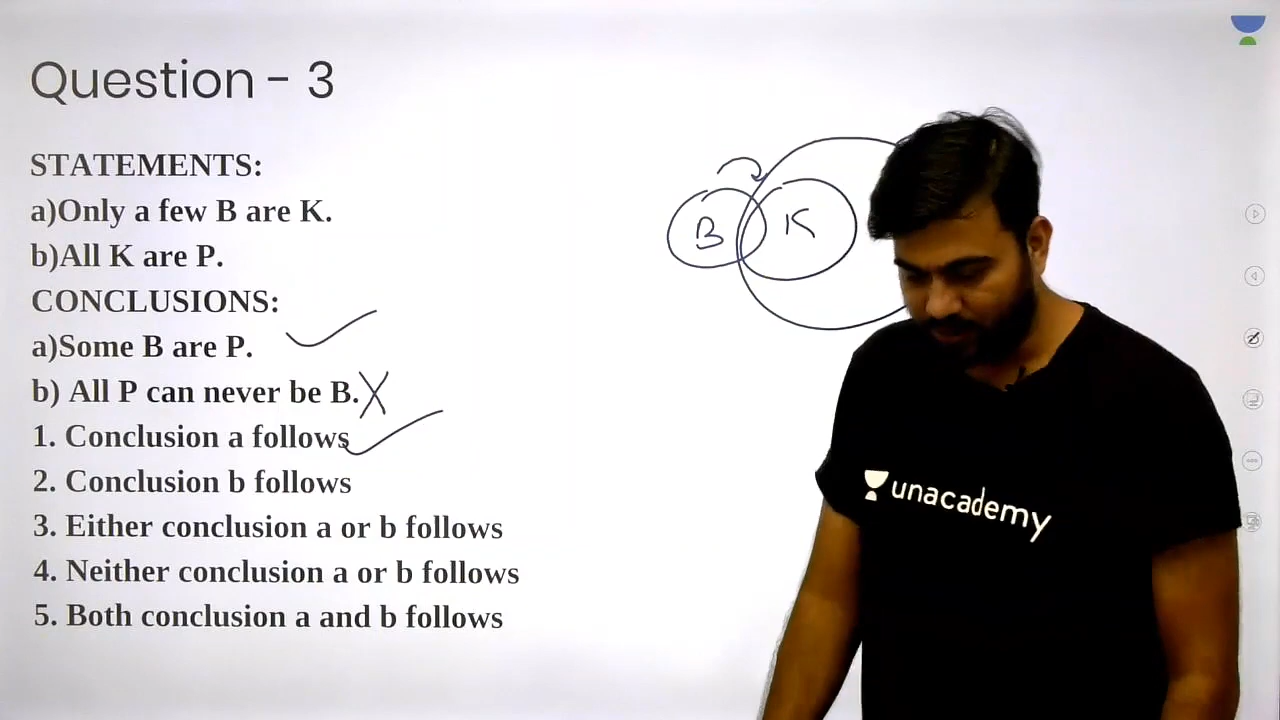 Question - 3
STATEMENTS:
a)Only a few B are K.
b)All K are P.
CONCLUSIONS:
a)Some B are P.
b) All P can never be B.
1. Conclusion a follows
2. Conclusion b follows
3. Either conclusion a or b follows
4. Neither conclusion a or b follows
5. Both conclusion a and b follows
B
K
unacademy